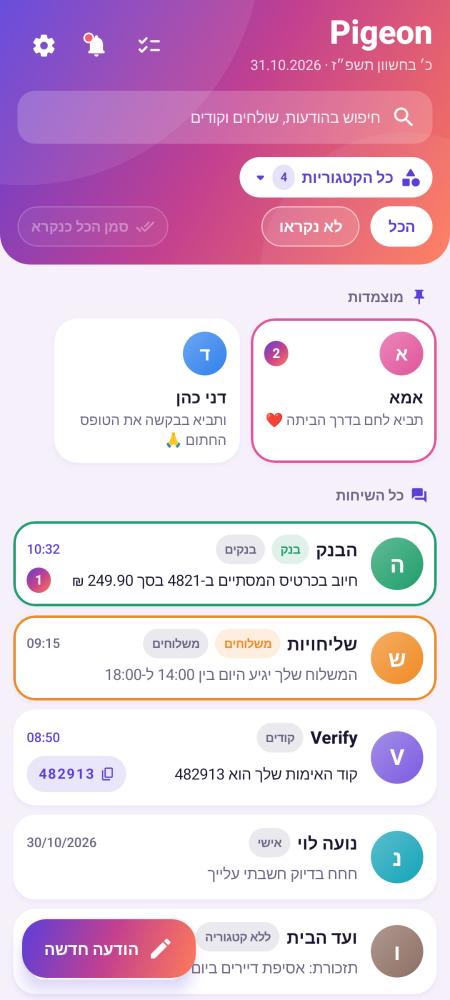 Pigeon
כ׳ בחשוון תשפ״ז · 31.10.2026
חיפוש בהודעות, שולחים וקודים
כל הקטגוריות 4
הכל לא נקראו סמן הכל כנקרא
מוצמדות
א 2
אמא
תביא לחם בדרך הביתה ❤️
ד
דני כהן
ותביא בבקשה את הטופס
החתום 🙏
כל השיחות
ה
הבנק בנק בנקים 10:32
חיוב בכרטיס המסתיים ב-4821 בסך 249.90 ₪ 1
ש
שליחויות משלוחים משלוחים 09:15
המשלוח שלך יגיע היום בין 14:00 ל-18:00
V
Verify קודים 08:50
קוד האימות שלך הוא 482913 482913
נ
נועה לוי אישי 30/10/2026
חחח בדיוק חשבתי עלייך
ו
ועד הבית ללא קטגוריה
תזכורת: אסיפת דיירים ביום
הודעה חדשה